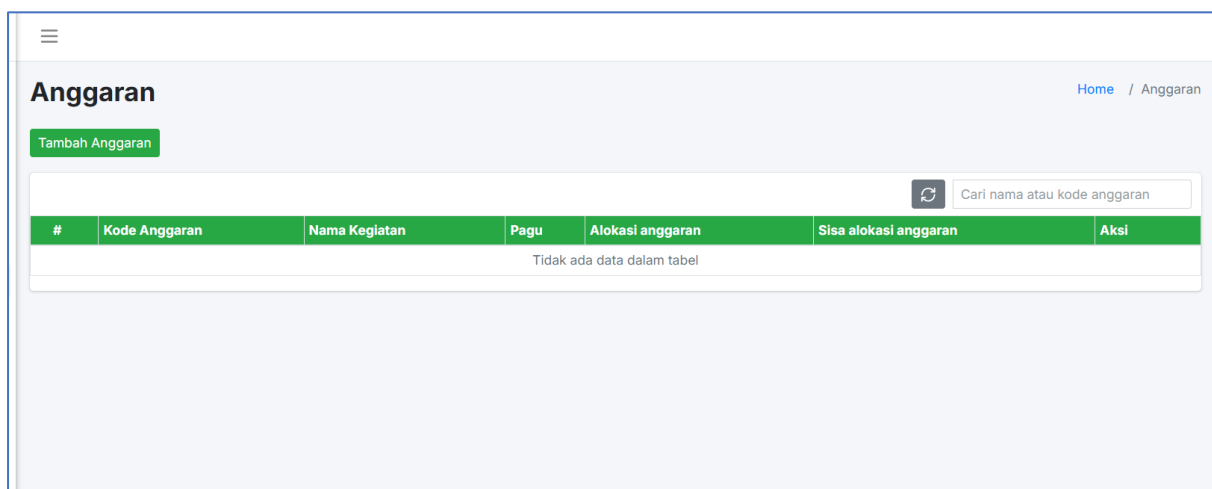 Anggaran
Home / Anggaran
Tambah Anggaran
Cari nama atau kode anggaran
# Kode Anggaran Nama Kegiatan Pagu Alokasi anggaran Sisa alokasi anggaran Aksi
Tidak ada data dalam tabel